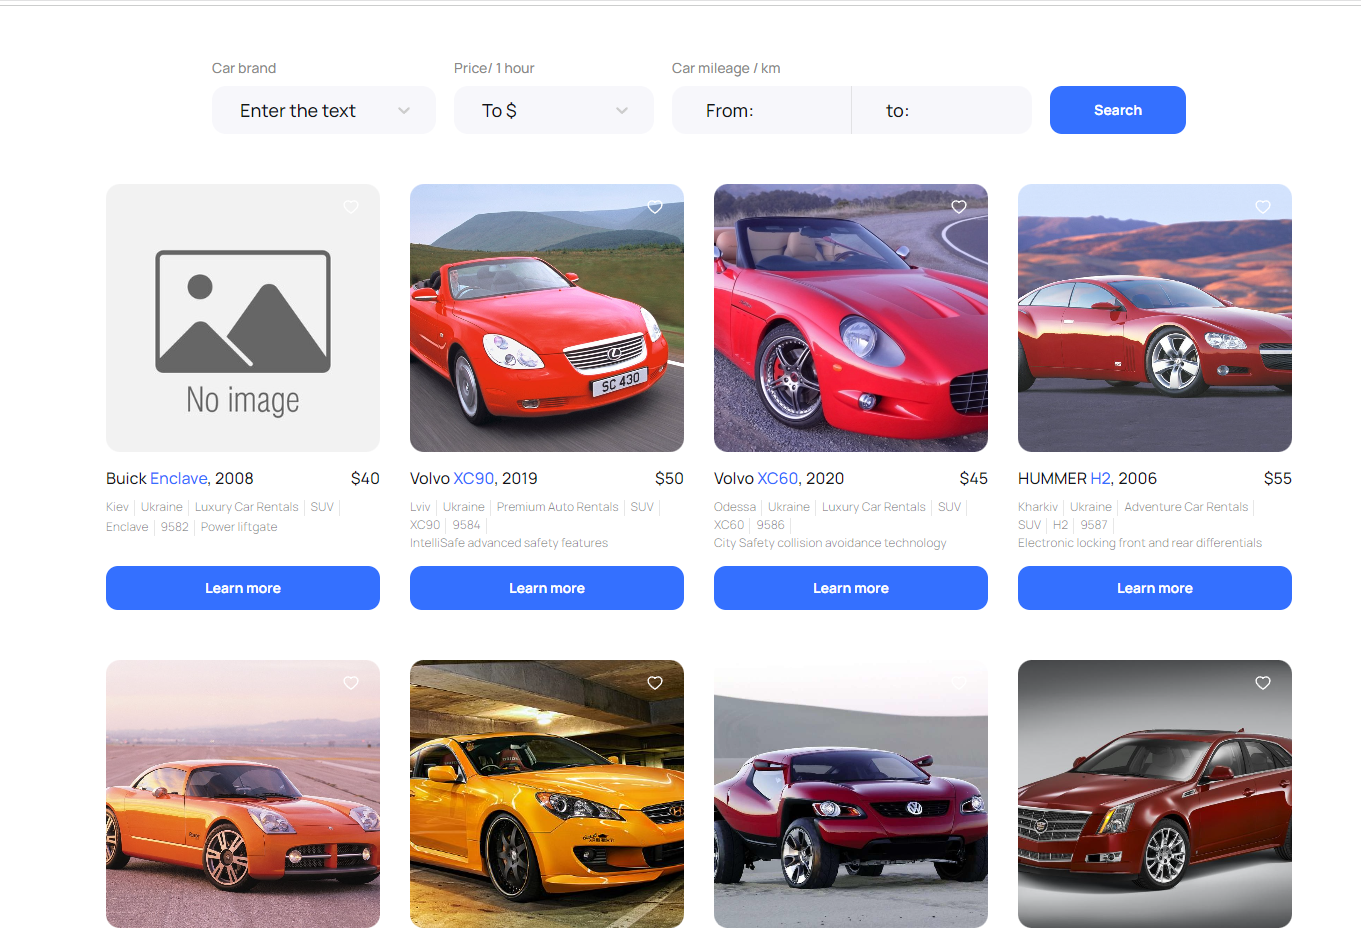 Car brand
Price/ 1 hour
Car mileage / km
Enter the text
To $
From:
to:
Search
No image
SC 430
Buick Enclave, 2008
$40
Kiev
Ukraine
Luxury Car Rentals
SUV
Enclave
9582
Power liftgate
Learn more
Volvo XC90, 2019
$50
Lviv
Ukraine
Premium Auto Rentals
SUV
XC90
9584
IntelliSafe advanced safety features
Learn more
Volvo XC60, 2020
$45
Odessa
Ukraine
Luxury Car Rentals
SUV
XC60
9586
City Safety collision avoidance technology
Learn more
HUMMER H2, 2006
$55
Kharkiv
Ukraine
Adventure Car Rentals
SUV
H2
9587
Electronic locking front and rear differentials
Learn more